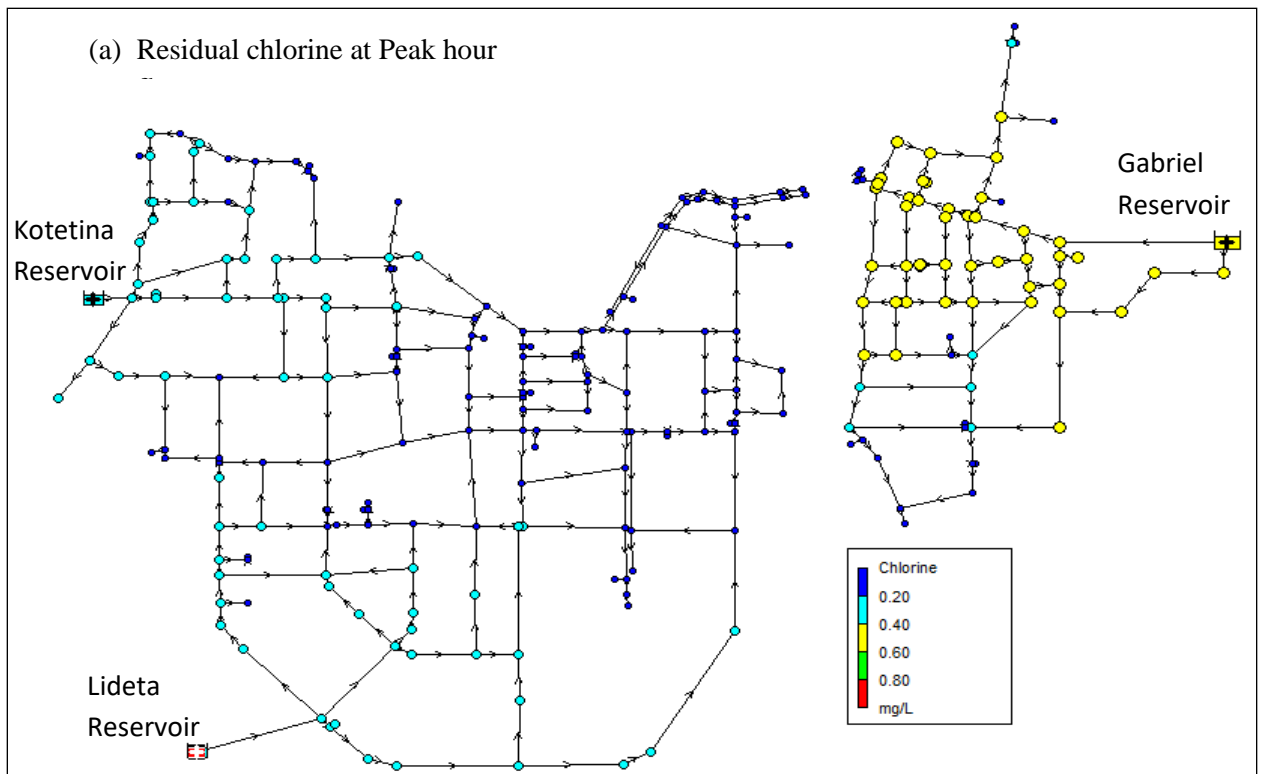 (a) Residual chlorine at Peak hour
Gabriel
Reservoir
Kotetina
Reservoir
Chlorine
0.20
0.40
0.60
0.80
mg/L
Lideta
Reservoir